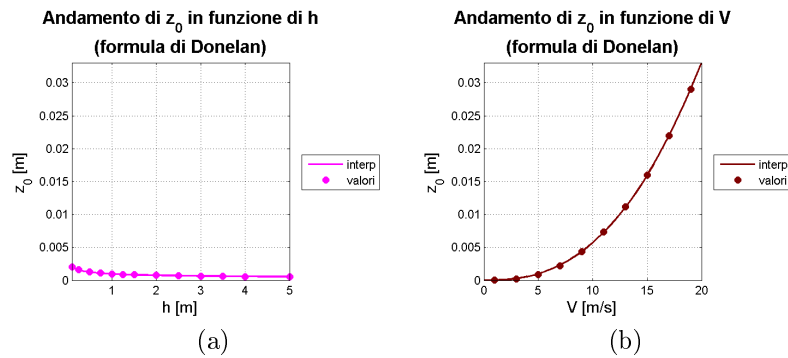 Andamento di z0 in funzione di h
(formula di Donelan)
0.03
0.025
0.02
0.015
0.01
0.005
0
z0 [m]
1 2 3 4 5
h [m]
interp
valori
(a)
Andamento di z0 in funzione di V
(formula di Donelan)
0.03
0.025
0.02
0.015
0.01
0.005
0
z0 [m]
0 5 10 15 20
V [m/s]
interp
valori
(b)